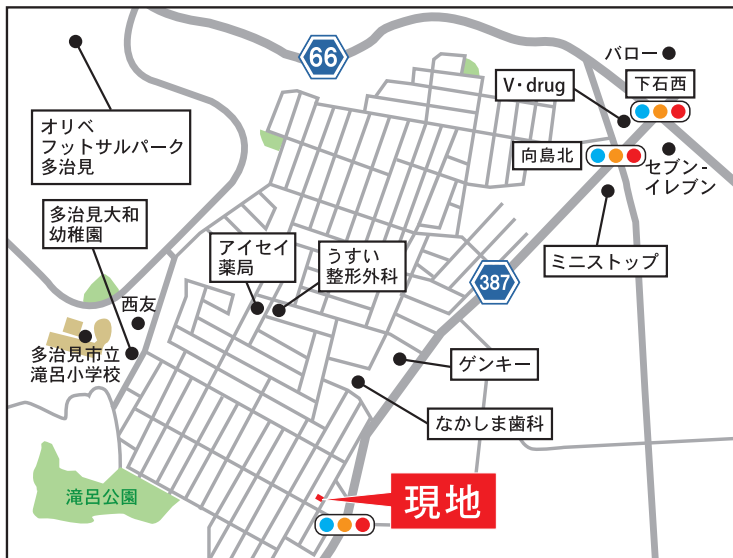 66
バロー
V・drug
下石西
オリベ
フットサルパーク
多治見
向島北
セブン-
イレブン
多治見大和
幼稚園
アイセイ
薬局
うすい
整形外科
ミニストップ
387
西友
多治見市立
滝呂小学校
ゲンキー
なかしま歯科
滝呂公園
現地